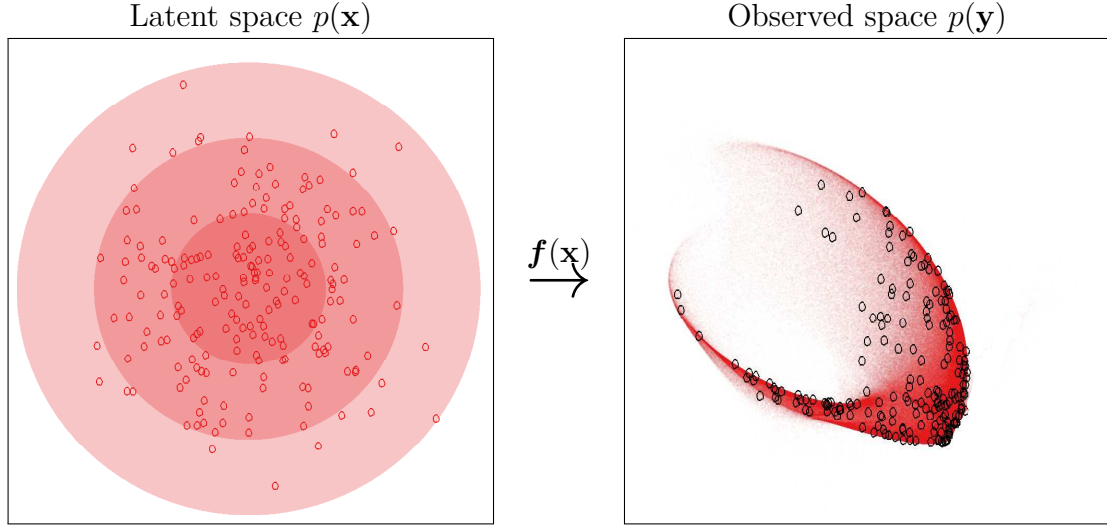 Latent space p(x)
Observed space p(y)
f(x)